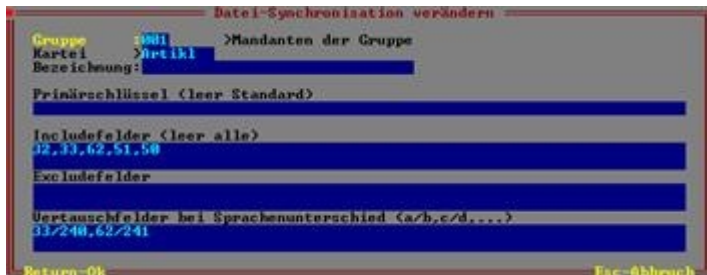 Datei-Synchronisation verändern
Gruppe :001 >Mandanten der Gruppe
Kartei >Artikl
Bezeichnung:
Primärschlüssel (leer Standard)
Includefelder (leer alle)
32,33,62,51,50
Excludefelder
Vertauschfelder bei Sprachenunterschied (a/b,c/d,....)
33/240,62/241
Return-Ok Esc-Abbruch